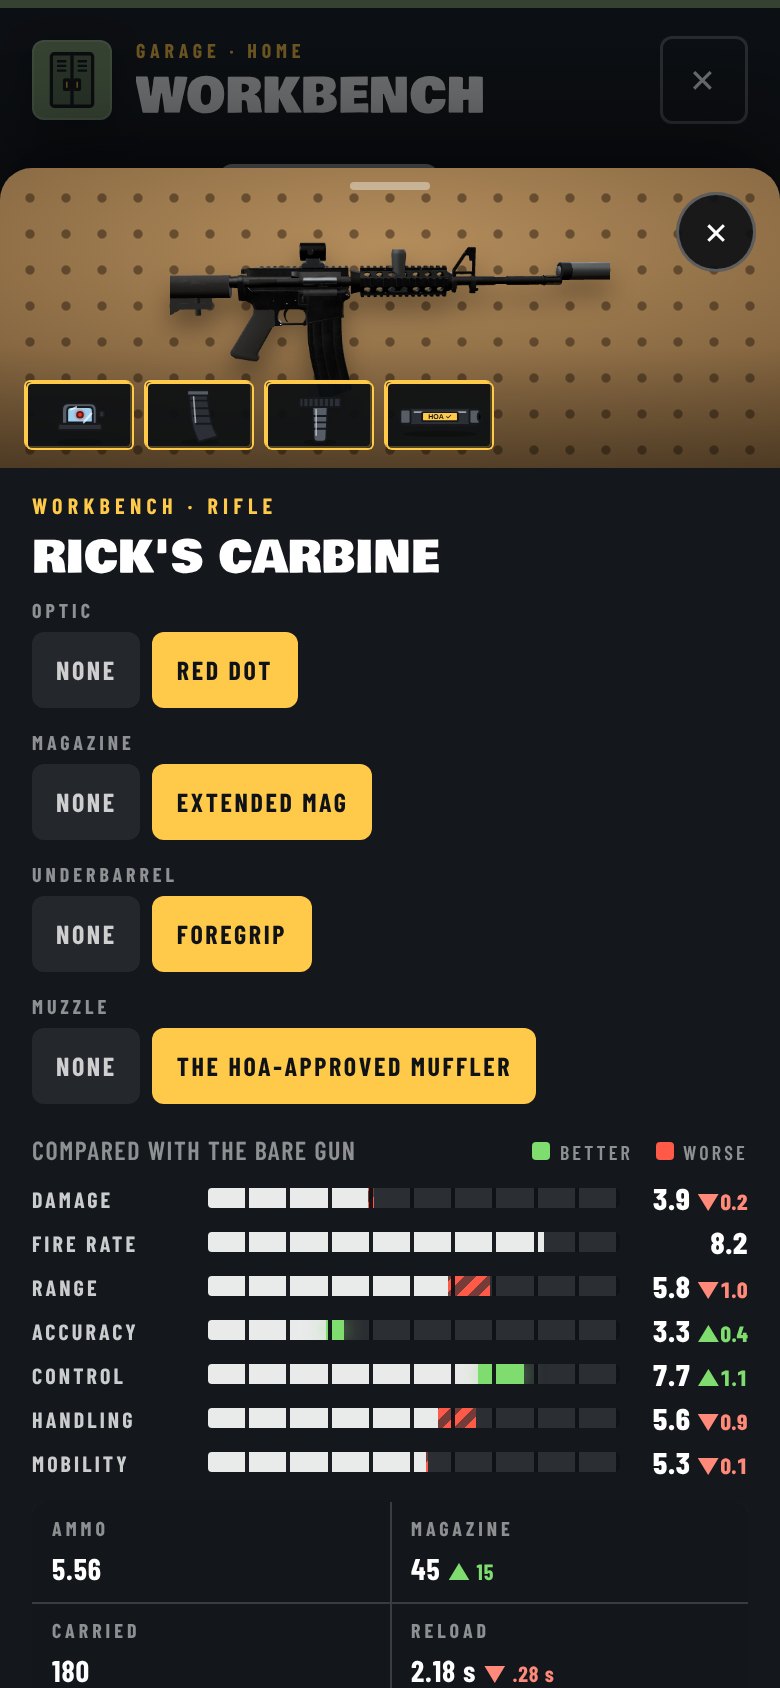 GARAGE · HOME
WORKBENCH
HOA ✓
WORKBENCH · RIFLE
RICK'S CARBINE
OPTIC
NONE RED DOT
MAGAZINE
NONE EXTENDED MAG
UNDERBARREL
NONE FOREGRIP
MUZZLE
NONE THE HOA-APPROVED MUFFLER
COMPARED WITH THE BARE GUN BETTER WORSE
DAMAGE 3.9 ▼0.2
FIRE RATE 8.2
RANGE 5.8 ▼1.0
ACCURACY 3.3 ▲0.4
CONTROL 7.7 ▲1.1
HANDLING 5.6 ▼0.9
MOBILITY 5.3 ▼0.1
AMMO MAGAZINE
5.56 45 ▲ 15
CARRIED RELOAD
180 2.18 s ▼ .28 s